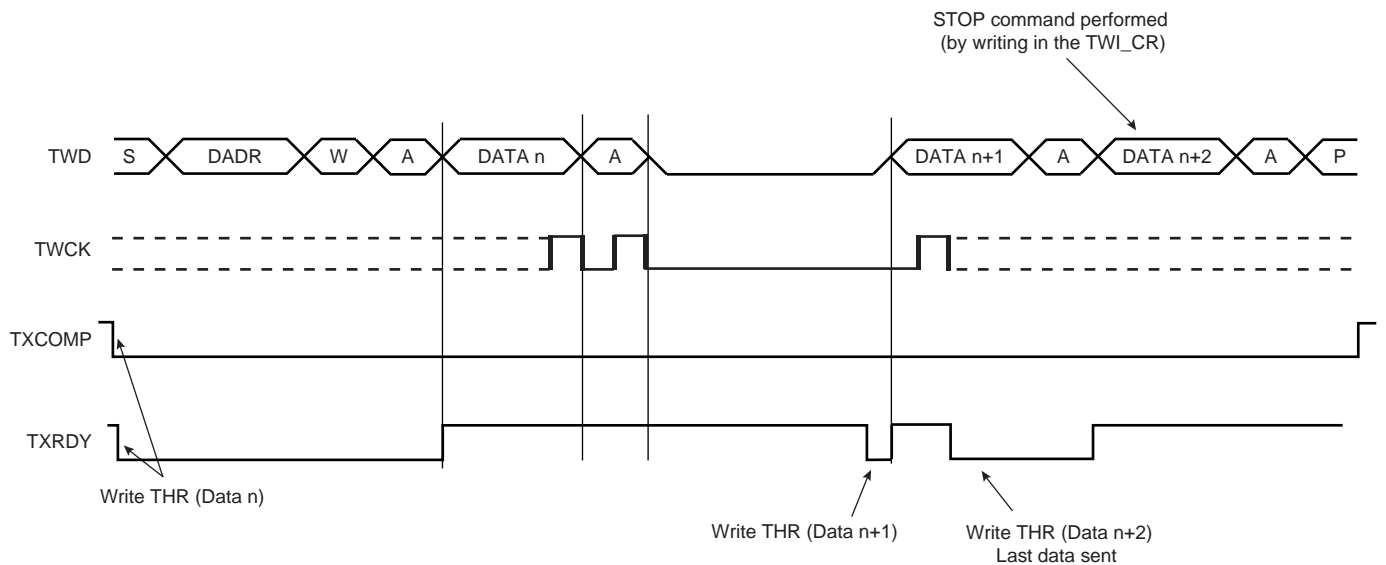 STOP command performed
(by writing in the TWI_CR)
TWD S DADR W A DATA n A DATA n+1 A DATA n+2 A P
TWCK
TXCOMP
TXRDY
Write THR (Data n)
Write THR (Data n+1)
Write THR (Data n+2)
Last data sent